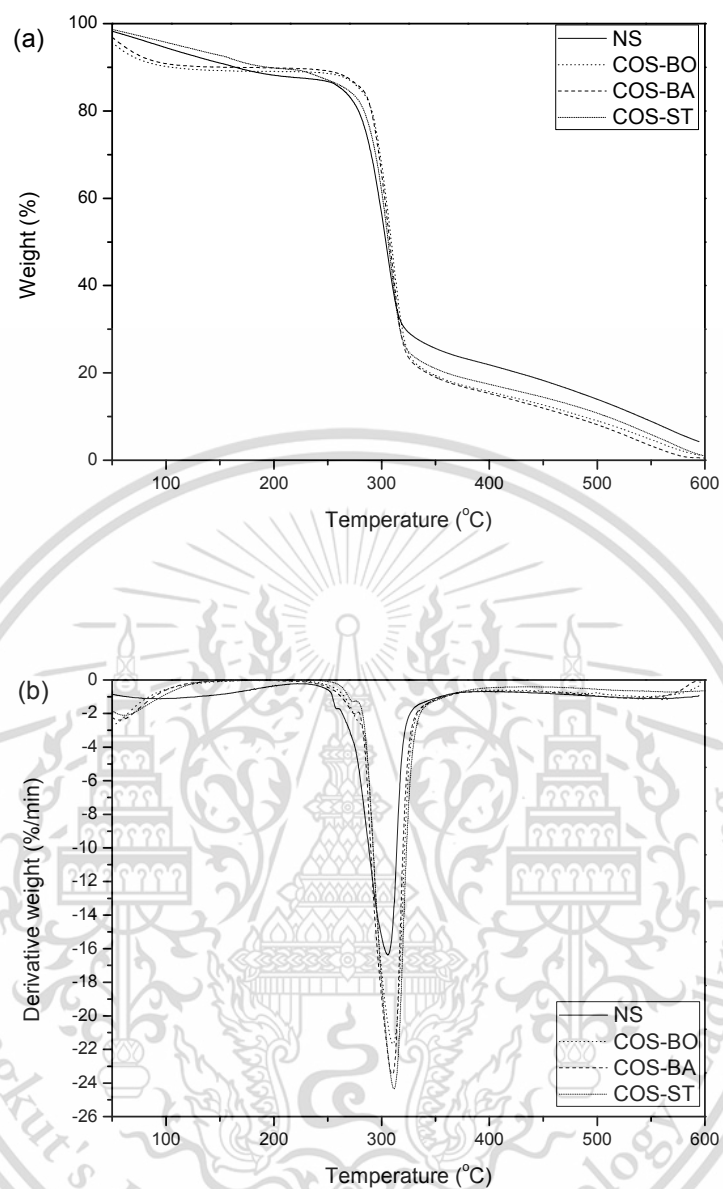 (a)
NS
COS-BO
COS-BA
COS-ST
100
80
60
40
20
0
Weight (%)
100 200 300 400 500 600
Temperature (°C)
(b)
0
-2
-4
-6
-8
-10
-12
-14
-16
-18
-20
-22
-24
-26
Derivative weight (%/min)
NS
COS-BO
COS-BA
COS-ST
100 200 300 400 500 600
Temperature (°C)